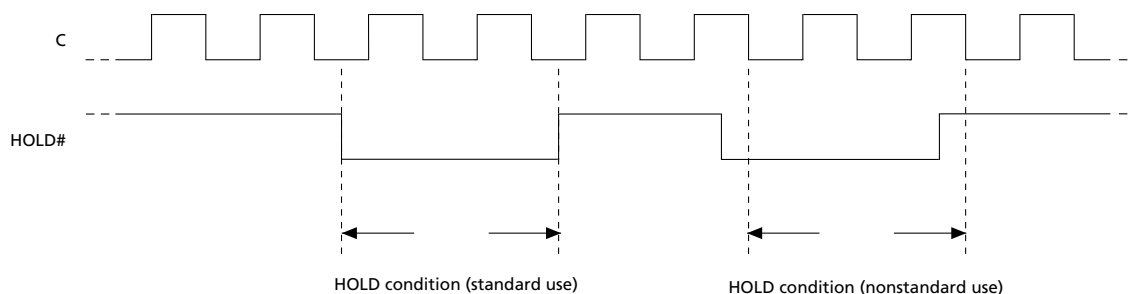 C
HOLD#
HOLD condition (standard use)
HOLD condition (nonstandard use)